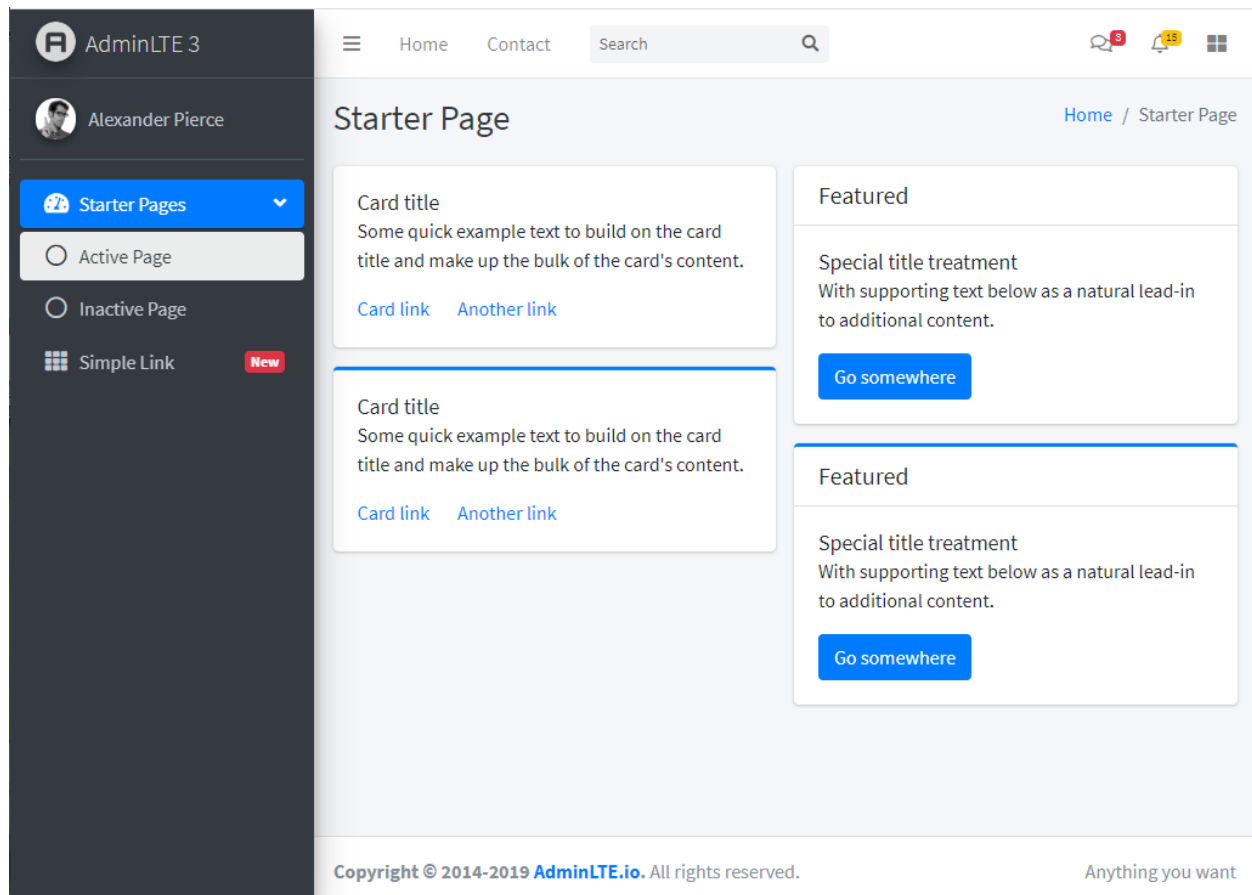 AdminLTE 3
Alexander Pierce
Starter Pages
Active Page
Inactive Page
Simple Link New
Home Contact Search
3 15
Starter Page
Home / Starter Page
Card title
Some quick example text to build on the card
title and make up the bulk of the card's content.
Card link Another link
Card title
Some quick example text to build on the card
title and make up the bulk of the card's content.
Card link Another link
Featured
Special title treatment
With supporting text below as a natural lead-in
to additional content.
Go somewhere
Featured
Special title treatment
With supporting text below as a natural lead-in
to additional content.
Go somewhere
Copyright © 2014-2019 AdminLTE.io. All rights reserved.
Anything you want